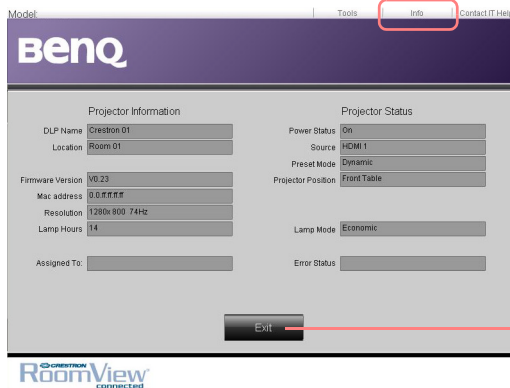 Model:
Tools
Info
Contact IT Help
BenQ
Projector Information
DLP Name Crestron 01
Location Room 01
Firmware Version V0.23
Mac address 0.0.ff.ff.ff.ff
Resolution 1280x 800 74Hz
Lamp Hours 14
Assigned To:
Projector Status
Power Status On
Source HDMI 1
Preset Mode Dynamic
Projector Position Front Table
Lamp Mode Economic
Error Status
Exit
CRESTRON
RoomView
connected